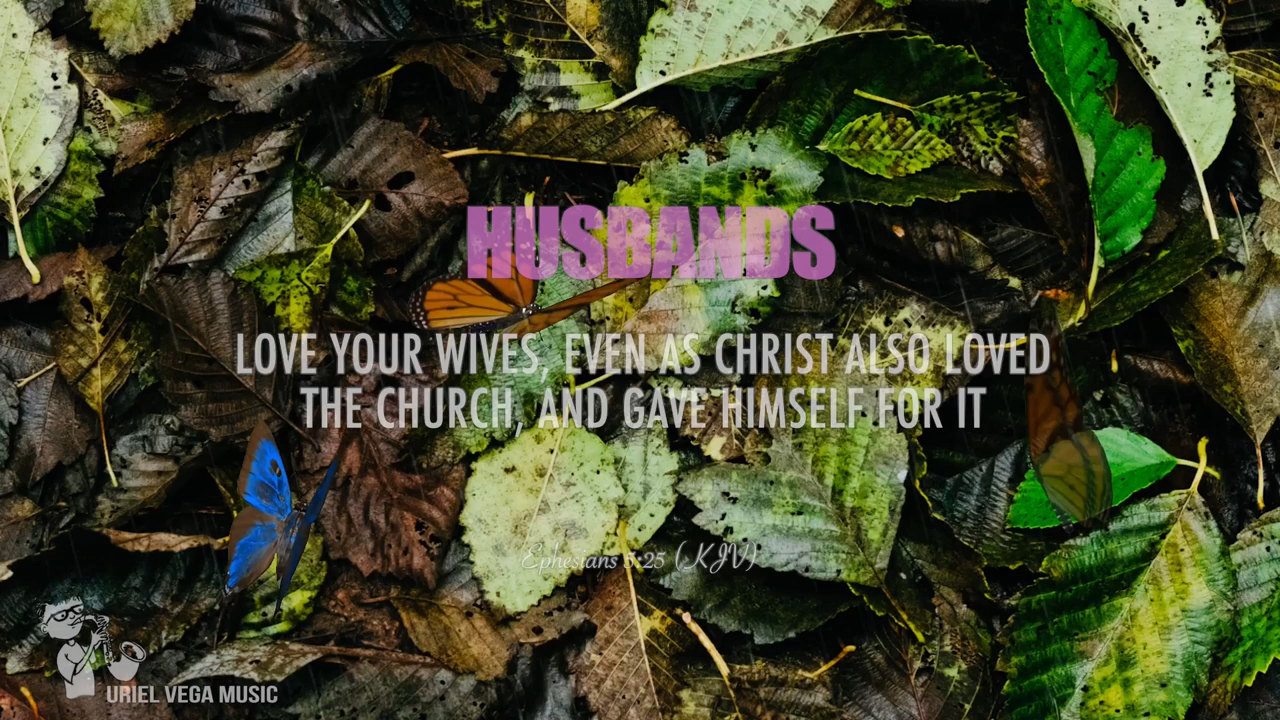 HUSBANDS
LOVE YOUR WIVES, EVEN AS CHRIST ALSO LOVED
THE CHURCH, AND GAVE HIMSELF FOR IT
Ephesians 5:25 (KJV)
URIEL VEGA MUSIC